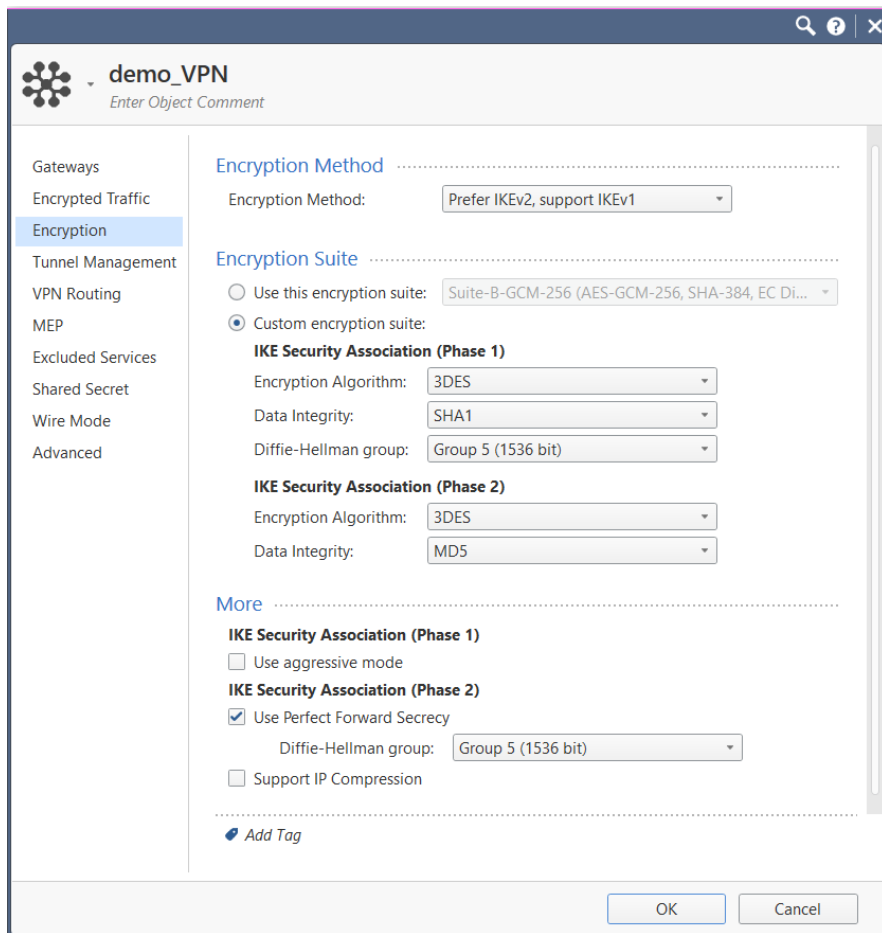 demo_VPN
Enter Object Comment
Gateways
Encrypted Traffic
Encryption
Tunnel Management
VPN Routing
MEP
Excluded Services
Shared Secret
Wire Mode
Advanced
Encryption Method
Encryption Method: Prefer IKEv2, support IKEv1
Encryption Suite
Use this encryption suite: Suite-B-GCM-256 (AES-GCM-256, SHA-384, EC Di...
Custom encryption suite:
IKE Security Association (Phase 1)
Encryption Algorithm: 3DES
Data Integrity: SHA1
Diffie-Hellman group: Group 5 (1536 bit)
IKE Security Association (Phase 2)
Encryption Algorithm: 3DES
Data Integrity: MD5
More
IKE Security Association (Phase 1)
Use aggressive mode
IKE Security Association (Phase 2)
Use Perfect Forward Secrecy
Diffie-Hellman group: Group 5 (1536 bit)
Support IP Compression
Add Tag
OK Cancel